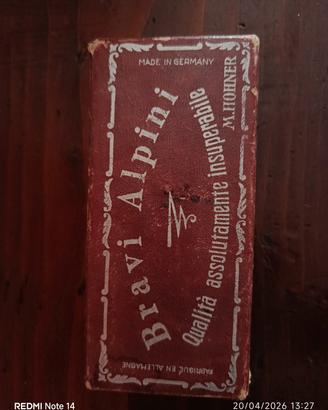 MADE IN GERMANY
Bravi Alpini
Qualità assolutamente insuperabile
M. HOHNER
FABRIQUÉ EN ALLEMAGNE
REDMI Note 14
20/04/2026 13:27